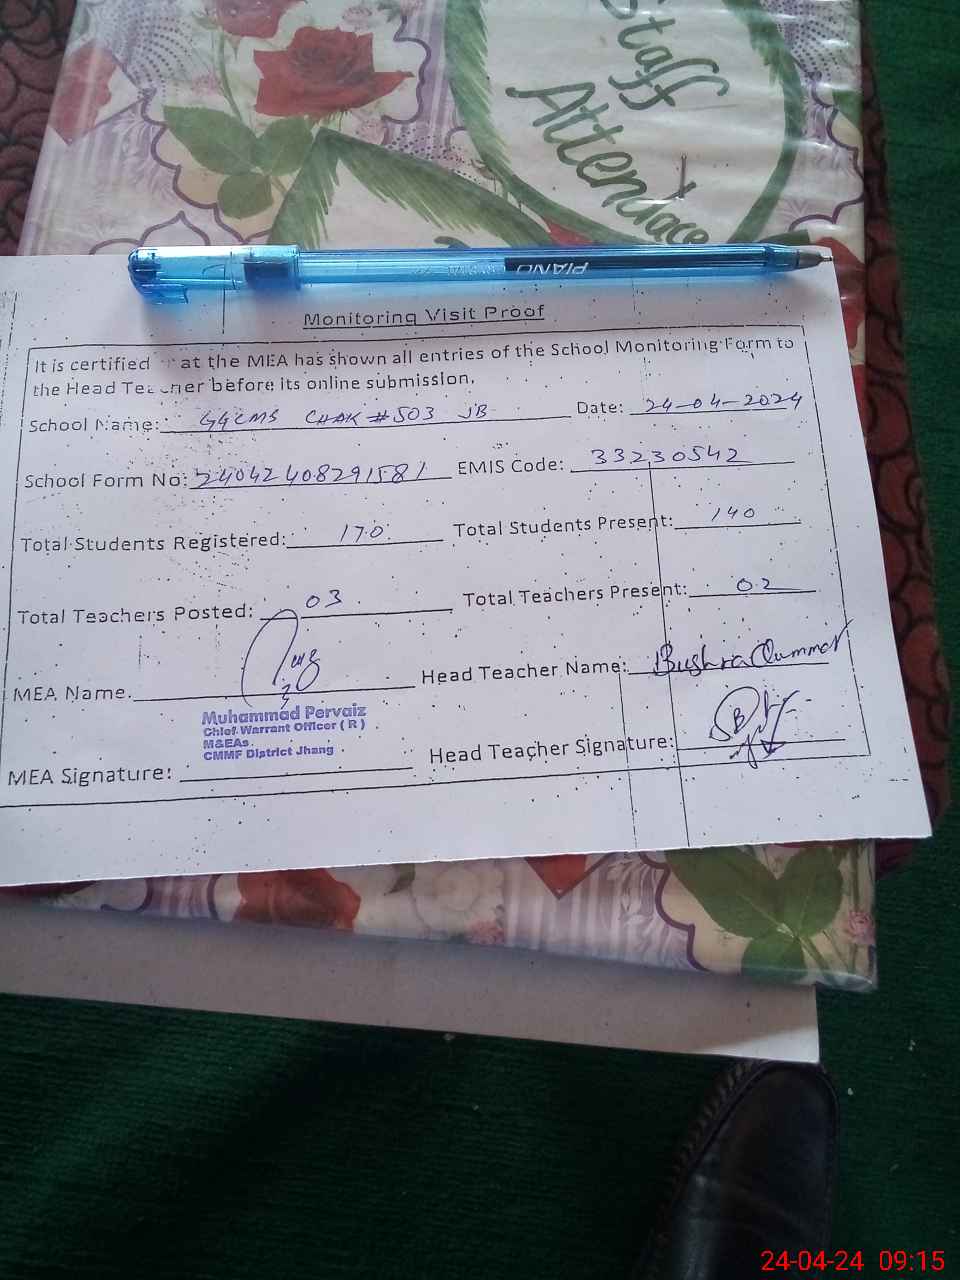 Staff
Attendace
PIANO
Monitoring Visit Proof
It is certified at the MEA has shown all entries of the School Monitoring Form to
the Head Teacher before its online submission.
School Name: GGCMS CHAK #503 JB Date: 24-04-2024
School Form No: 24042408291581 EMIS Code: 33230542
Total Students Registered: 170 Total Students Present: 140
Total Teachers Posted: 03 Total Teachers Present: 02
MEA Name. Head Teacher Name: Bushra Qummar
Muhammad Pervaiz
Chief Warrant Officer ( R )
M&EAs
CMMF District Jhang
MEA Signature: Head Teacher Signature:
24-04-24 09:15